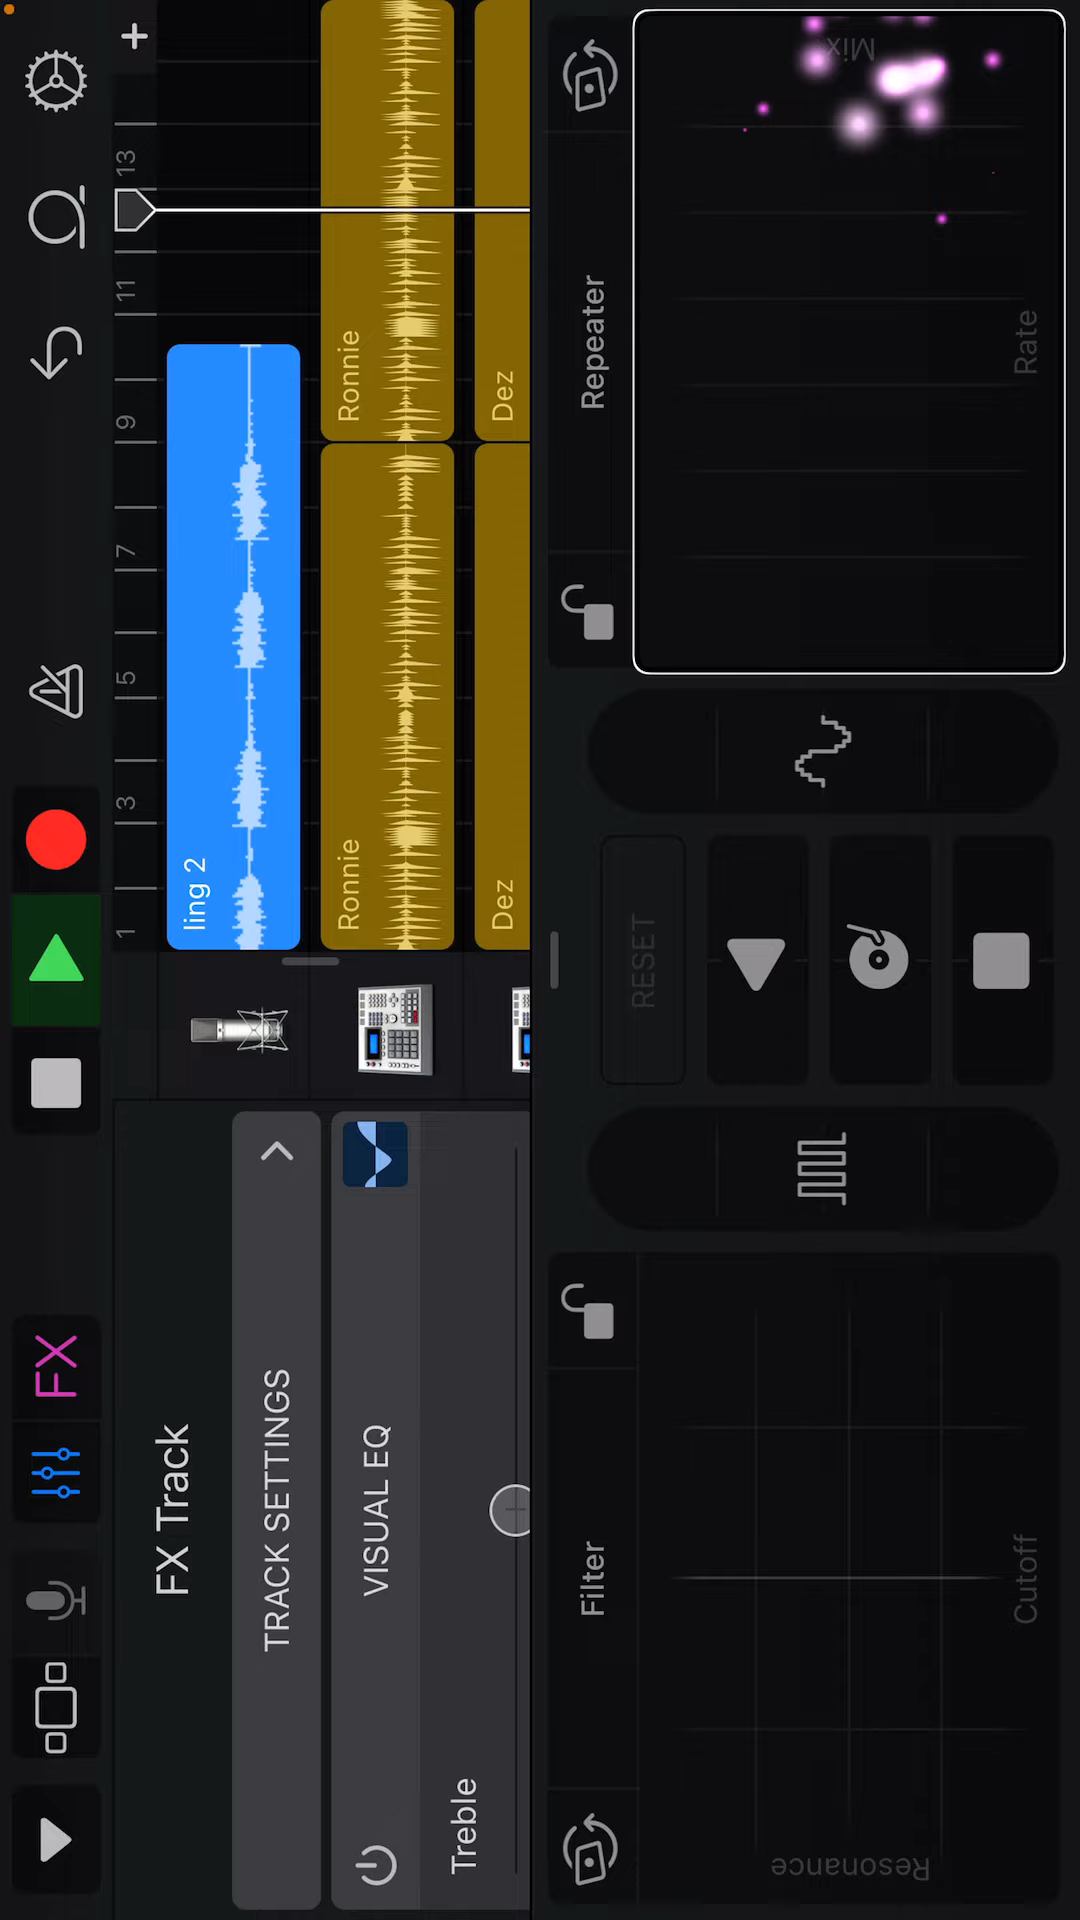 FX
FX Track
TRACK SETTINGS
VISUAL EQ
Treble
1
3
5
7
9
11
13
ling 2
Ronnie
Ronnie
Dez
Dez
Filter
Cutoff
Resonance
RESET
Repeater
Rate
Mix